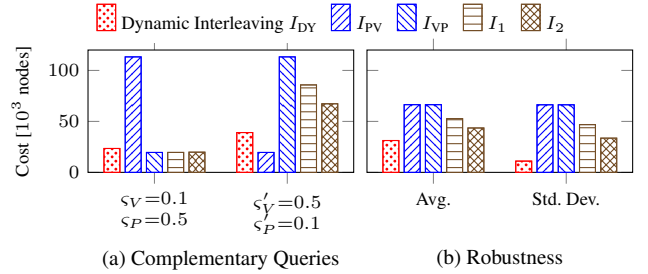 Dynamic Interleaving I_DY I_PV I_VP I_1 I_2
Cost [10^3 nodes]
100
50
0
ς_V=0.1 ς′_V=0.5 Avg. Std. Dev.
ς_P=0.5 ς′_P=0.1
(a) Complementary Queries (b) Robustness